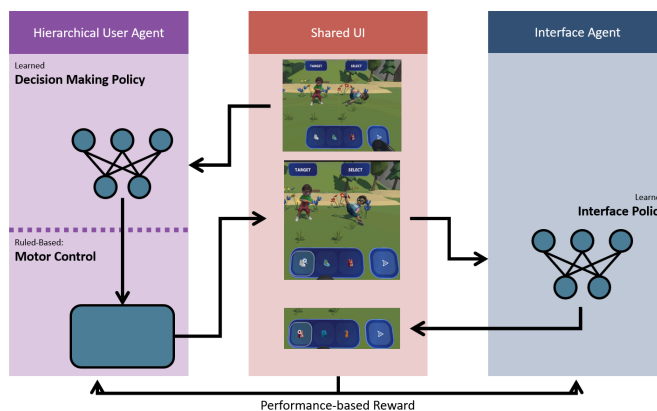 Hierarchical User Agent
Shared UI
Interface Agent
Learned
Decision Making Policy
TARGET
SELECT
TARGET
SELECT
Learne
Interface Polic
Ruled-Based:
Motor Control
Performance-based Reward